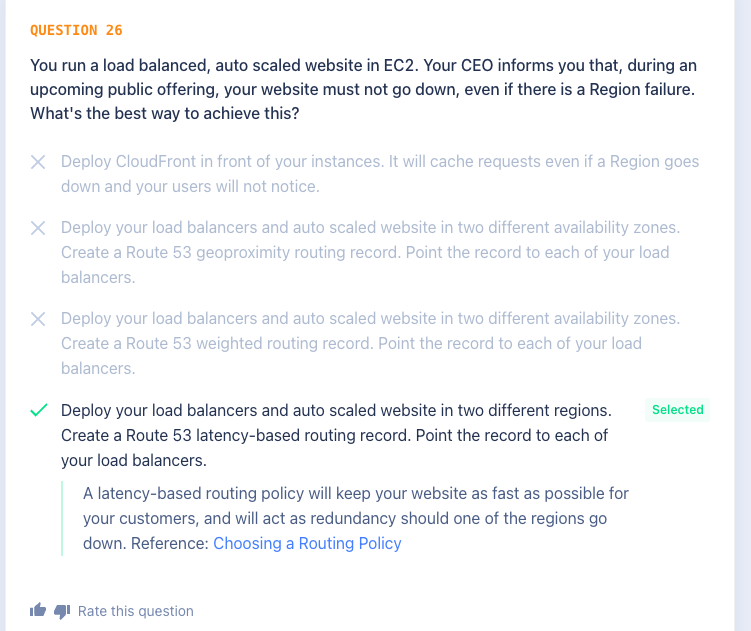 QUESTION 26
You run a load balanced, auto scaled website in EC2. Your CEO informs you that, during an
upcoming public offering, your website must not go down, even if there is a Region failure.
What's the best way to achieve this?
Deploy CloudFront in front of your instances. It will cache requests even if a Region goes
down and your users will not notice.
Deploy your load balancers and auto scaled website in two different availability zones.
Create a Route 53 geoproximity routing record. Point the record to each of your load
balancers.
Deploy your load balancers and auto scaled website in two different availability zones.
Create a Route 53 weighted routing record. Point the record to each of your load
balancers.
Deploy your load balancers and auto scaled website in two different regions.
Selected
Create a Route 53 latency-based routing record. Point the record to each of
your load balancers.
A latency-based routing policy will keep your website as fast as possible for
your customers, and will act as redundancy should one of the regions go
down. Reference: Choosing a Routing Policy
Rate this question